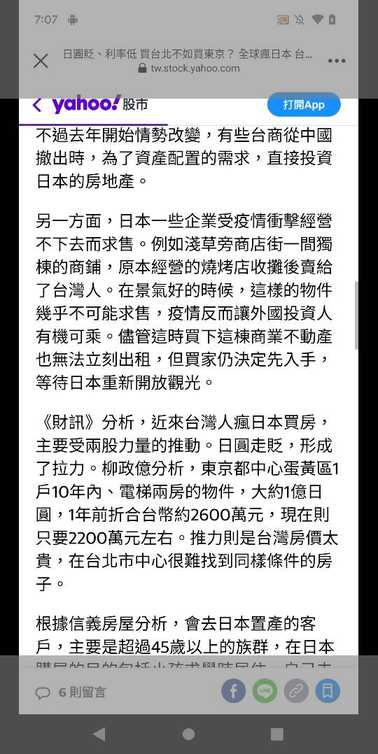 7:07
日圓貶、利率低 買台北不如買東京？ 全球瘋日本 台...
tw.stock.yahoo.com
yahoo!股市
打開App
不過去年開始情勢改變，有些台商從中國
撤出時，為了資產配置的需求，直接投資
日本的房地產。
另一方面，日本一些企業受疫情衝擊經營
不下去而求售。例如淺草旁商店街一間獨
棟的商鋪，原本經營的燒烤店收攤後賣給
了台灣人。在景氣好的時候，這樣的物件
幾乎不可能求售，疫情反而讓外國投資人
有機可乘。儘管這時買下這棟商業不動產
也無法立刻出租，但買家仍決定先入手，
等待日本重新開放觀光。
《財訊》分析，近來台灣人瘋日本買房，
主要受兩股力量的推動。日圓走貶，形成
了拉力。柳政億分析，東京都中心蛋黃區1
戶10年內、電梯兩房的物件，大約1億日
圓，1年前折合台幣約2600萬元，現在則
只要2200萬元左右。推力則是台灣房價太
貴，在台北市中心很難找到同樣條件的房
子。
根據信義房屋分析，會去日本置產的客
戶，主要是超過45歲以上的族群，在日本
購屋的目的包括小孩求學時居住、自己去
6 則留言